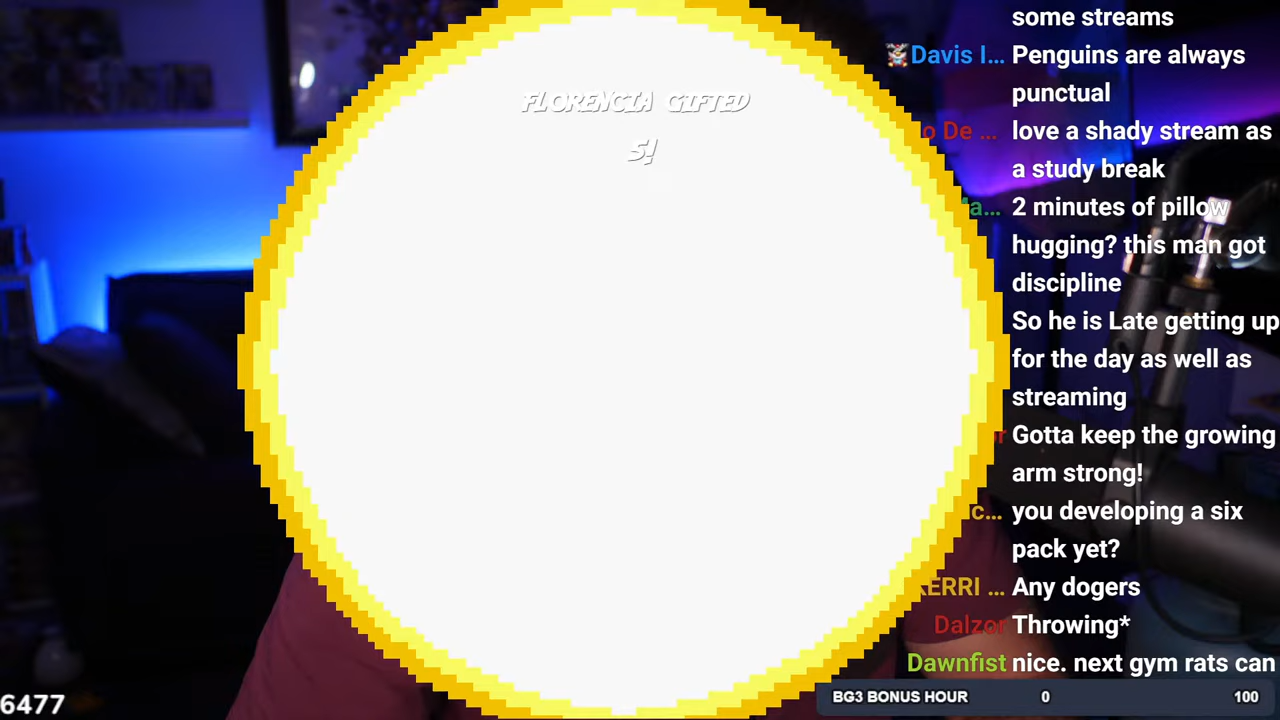 some streams
Davis I... Penguins are always
punctual
o De ... love a shady stream as
a study break
a... 2 minutes of pillow
hugging? this man got
discipline
So he is Late getting up
for the day as well as
streaming
r Gotta keep the growing
arm strong!
c... you developing a six
pack yet?
KERRI ... Any dogers
Dalzor Throwing*
Dawnfist nice. next gym rats can
FLORENCIA GIFTED
5!
6477
BG3 BONUS HOUR 0 100